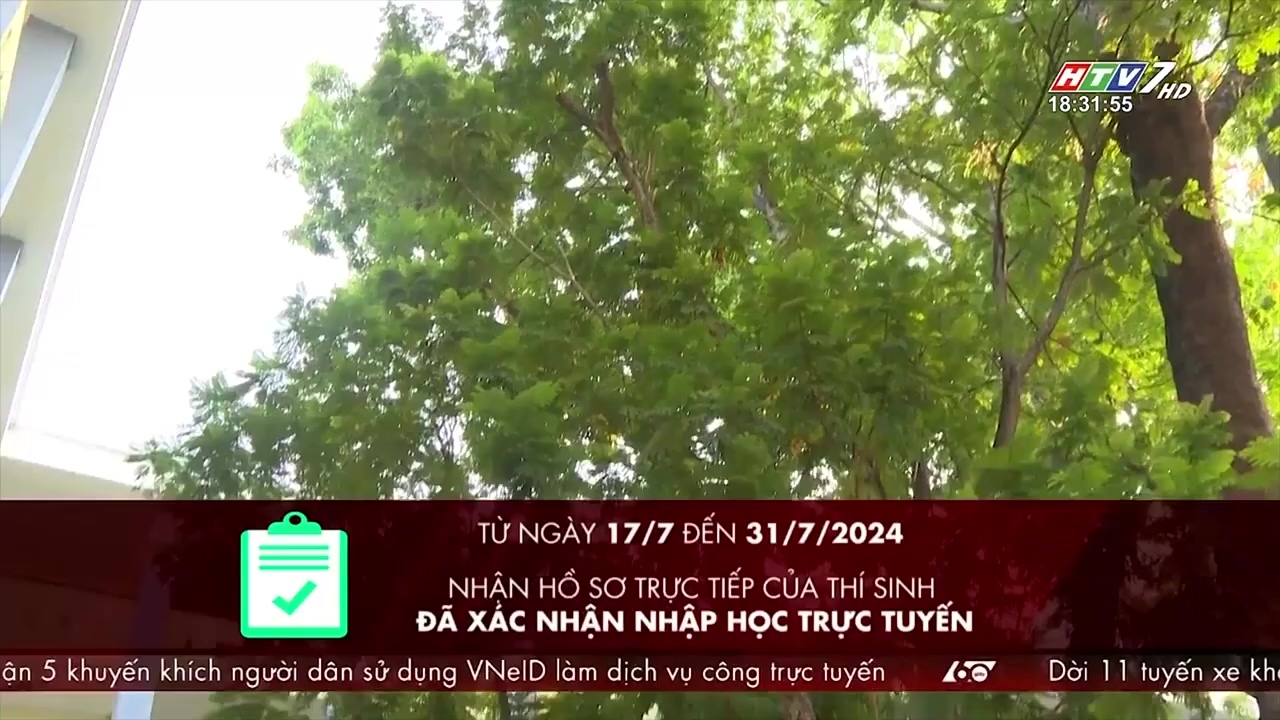 HTV7 HD
18:31:55
TỪ NGÀY 17/7 ĐẾN 31/7/2024
NHẬN HỒ SƠ TRỰC TIẾP CỦA THÍ SINH
ĐÃ XÁC NHẬN NHẬP HỌC TRỰC TUYẾN
5 khuyến khích người dân sử dụng VNeID làm dịch vụ công trực tuyến 60 Dời 11 tuyến xe